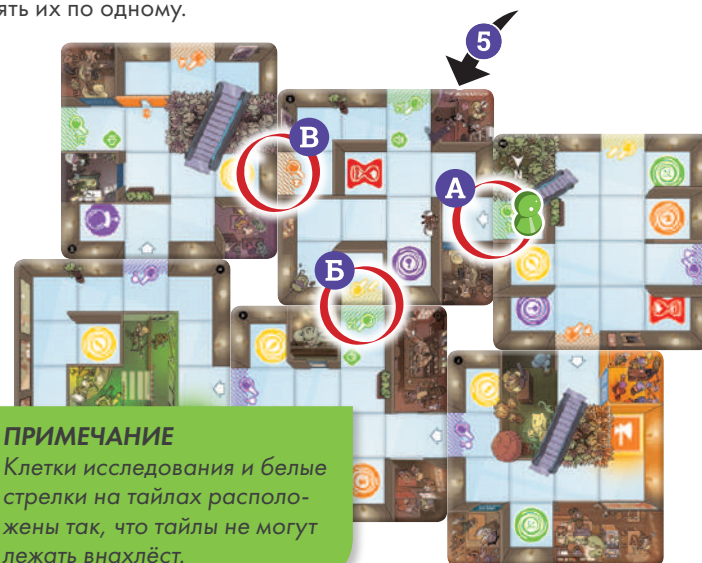 ять их по одному.
5
В
А
Б
ПРИМЕЧАНИЕ
Клетки исследования и белые
стрелки на тайлах располо-
жены так, что тайлы не могут
лежать внахлёст.